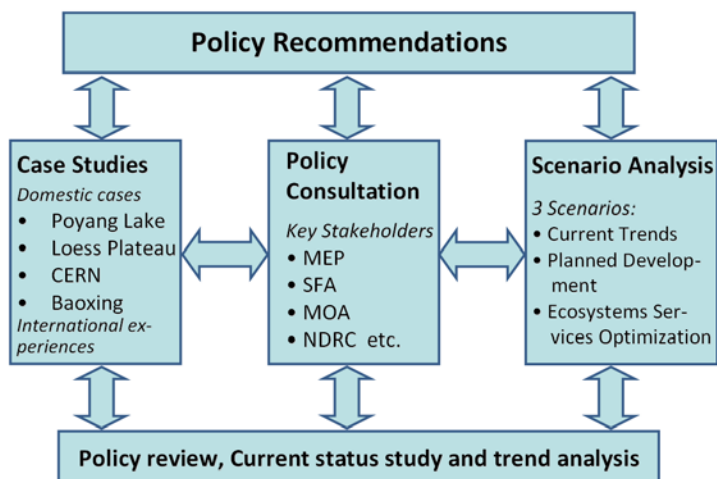 Policy Recommendations
Case Studies
Domestic cases
• Poyang Lake
• Loess Plateau
• CERN
• Baoxing
International ex-
periences
Policy
Consultation
Key Stakeholders
• MEP
• SFA
• MOA
• NDRC etc.
Scenario Analysis
3 Scenarios:
• Current Trends
• Planned Develop-
ment
• Ecosystems Ser-
vices Optimization
Policy review, Current status study and trend analysis